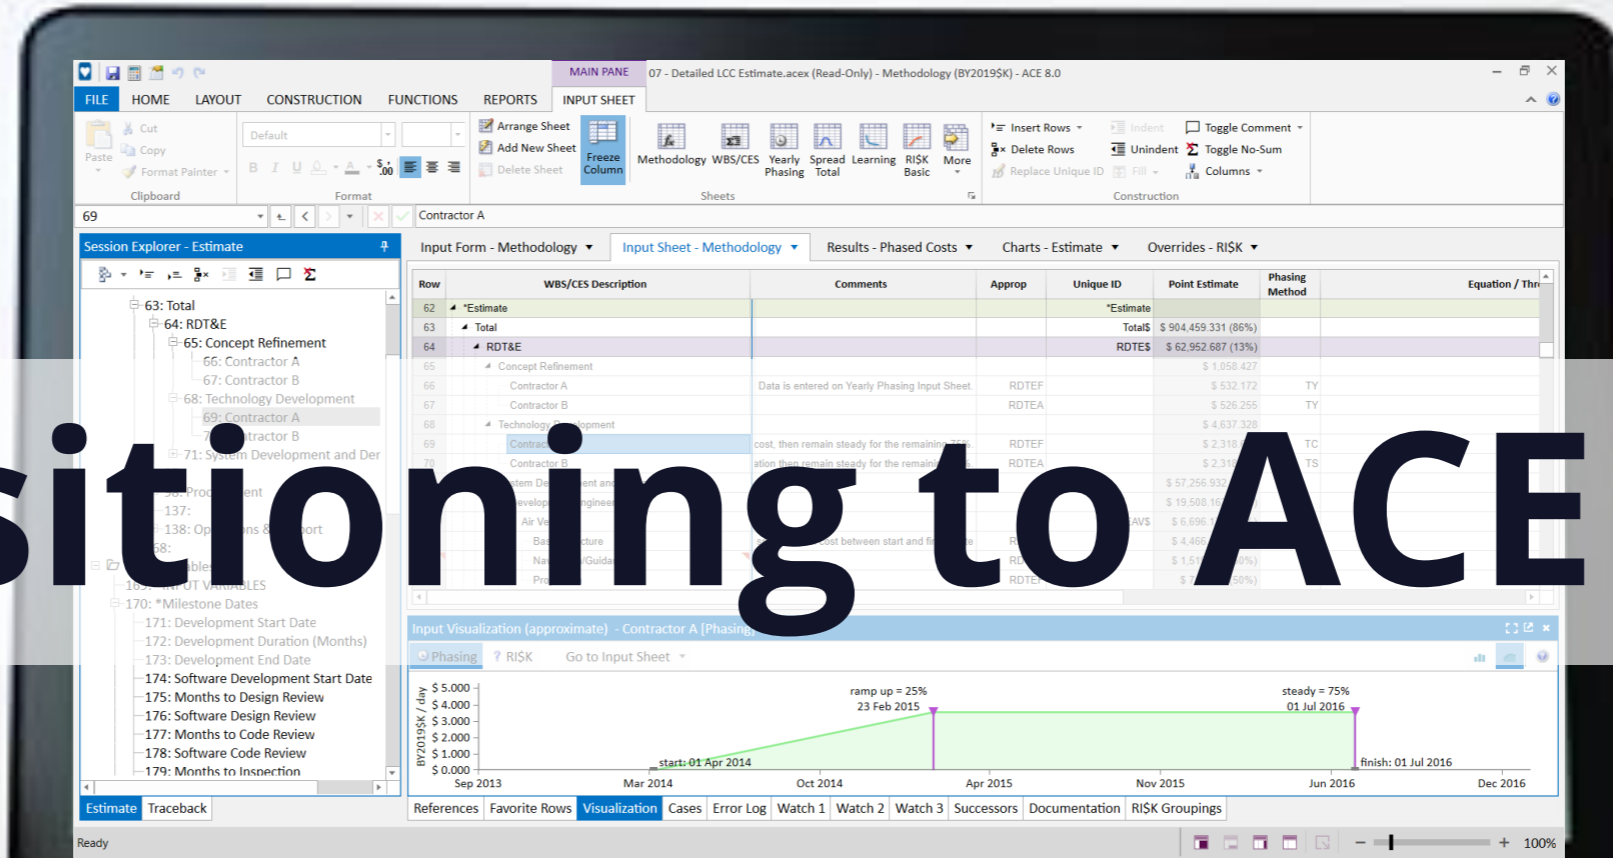 MAIN PANE
07 - Detailed LCC Estimate.acex (Read-Only) - Methodology (BY2019$K) - ACE 8.0
FILE HOME LAYOUT CONSTRUCTION FUNCTIONS REPORTS INPUT SHEET
Paste
Cut
Copy
Format Painter
Clipboard
Default
B I U A $, .00
Format
Arrange Sheet
Add New Sheet
Delete Sheet
Freeze Column
Methodology
WBS/CES
Yearly Phasing
Spread Total
Learning
RI$K Basic
More
Sheets
Insert Rows
Delete Rows
Replace Unique ID
Indent
Unindent
Fill
Toggle Comment
Toggle No-Sum
Columns
Construction
69
Contractor A
Session Explorer - Estimate
63: Total
64: RDT&E
65: Concept Refinement
66: Contractor A
67: Contractor B
68: Technology Development
69: Contractor A
71: System Development and Der
137:
138:
170: *Milestone Dates
171: Development Start Date
172: Development Duration (Months)
173: Development End Date
174: Software Development Start Date
175: Months to Design Review
176: Software Design Review
177: Months to Code Review
178: Software Code Review
179: Months to Inspection
Estimate Traceback
Input Form - Methodology Input Sheet - Methodology Results - Phased Costs Charts - Estimate Overrides - RI$K
Row WBS/CES Description Comments Approp Unique ID Point Estimate Phasing Method Equation / Thr
62 *Estimate *Estimate
63 Total Total$ $ 904,459.331 (86%)
64 RDT&E RDTE$ $ 62,952.687 (13%)
65 Concept Refinement $ 1,058.427
66 Contractor A Data is entered on Yearly Phasing Input Sheet. RDTEF $ 532.172 TY
67 Contractor B RDTEA $ 526.255 TY
68 Technology $ 4,637.328
69 cost, then remain steady for the remaining 75%. RDTEF TC
70 Contractor B RDTEA TS
sitioning to ACE
Input Visualization (approximate) - Contractor A [Phasing]
Phasing ? RI$K Go to Input Sheet
BY2019$K / day
$ 5.000
$ 4.000
$ 3.000
$ 2.000
$ 1.000
$ 0.000
ramp up = 25%
23 Feb 2015
steady = 75%
01 Jul 2016
start: 01 Apr 2014
finish: 01 Jul 2016
Sep 2013 Mar 2014 Oct 2014 Apr 2015 Nov 2015 Jun 2016 Dec 2016
References Favorite Rows Visualization Cases Error Log Watch 1 Watch 2 Watch 3 Successors Documentation RI$K Groupings
Ready
100%